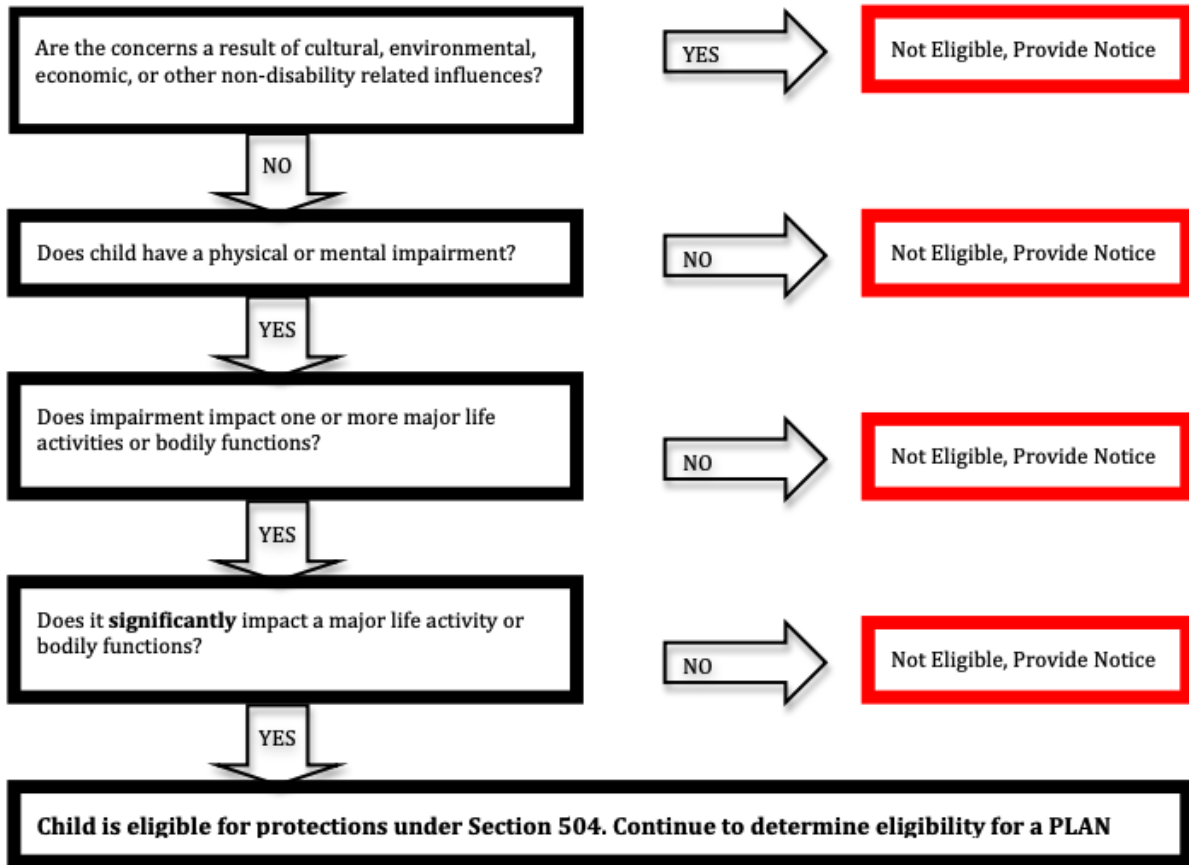 Are the concerns a result of cultural, environmental,
economic, or other non-disability related influences?
YES
Not Eligible, Provide Notice
NO
Does child have a physical or mental impairment?
NO
Not Eligible, Provide Notice
YES
Does impairment impact one or more major life
activities or bodily functions?
NO
Not Eligible, Provide Notice
YES
Does it significantly impact a major life activity or
bodily functions?
NO
Not Eligible, Provide Notice
YES
Child is eligible for protections under Section 504. Continue to determine eligibility for a PLAN